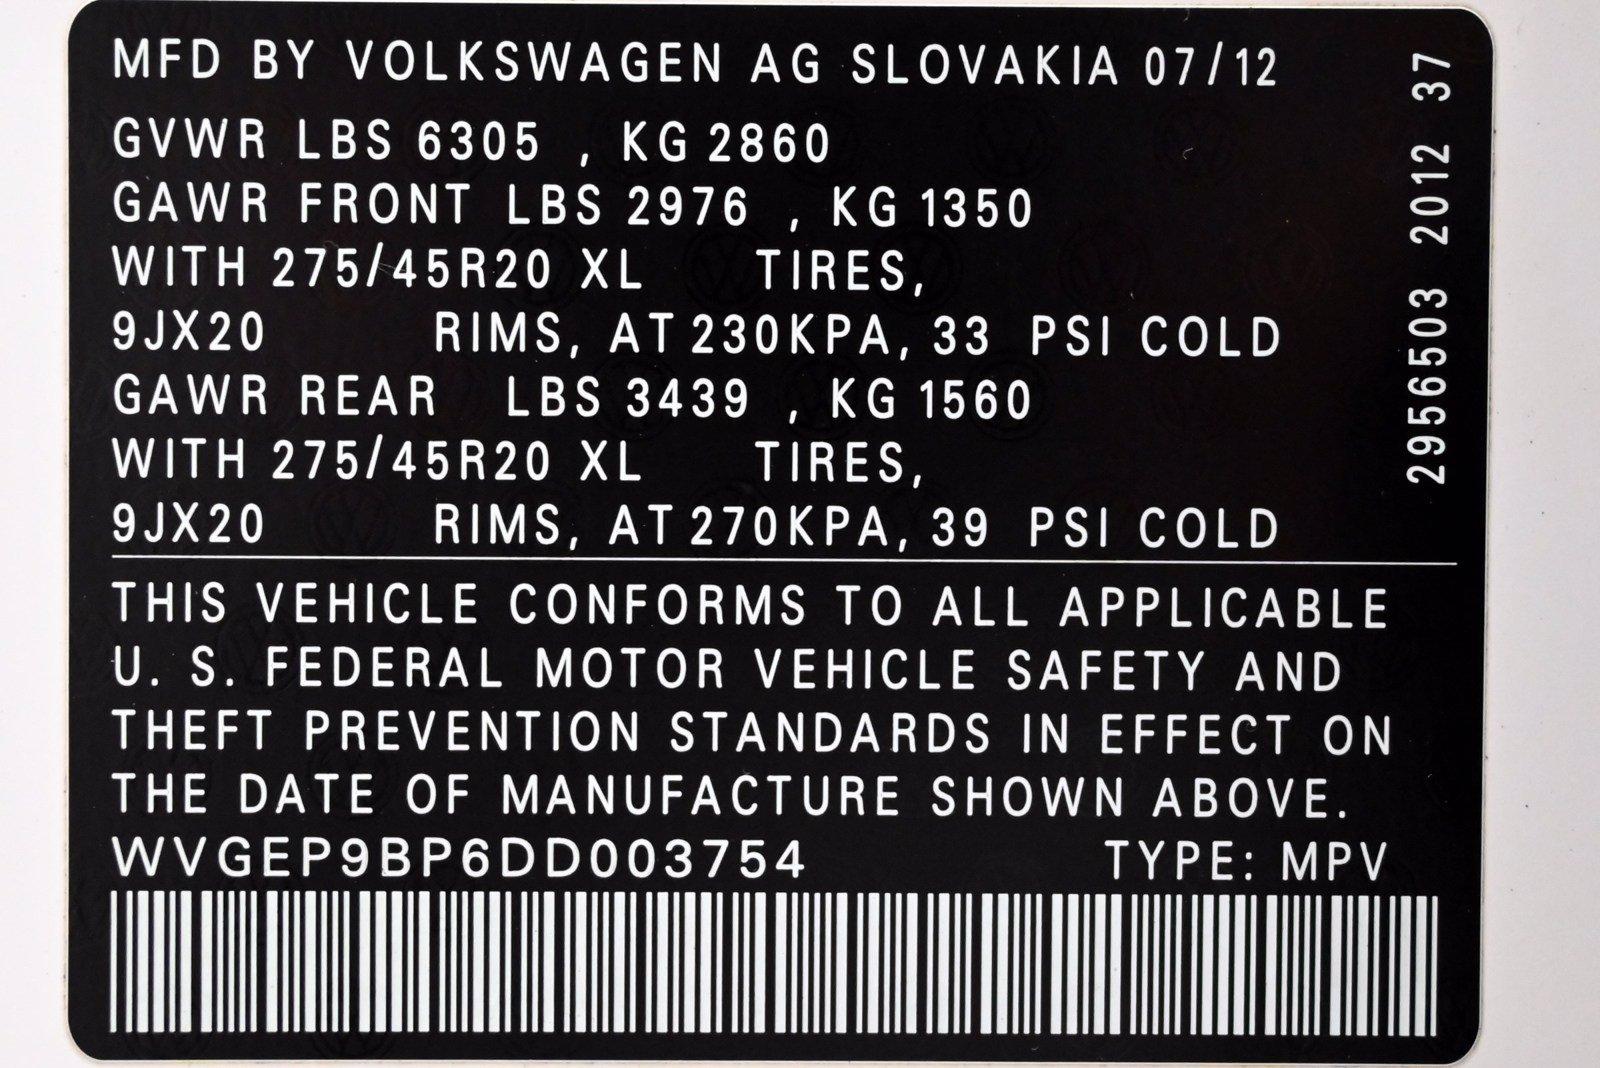 MFD BY VOLKSWAGEN AG SLOVAKIA 07/12
GVWR LBS 6305 , KG 2860
GAWR FRONT LBS 2976 , KG 1350
WITH 275/45R20 XL TIRES,
9JX20 RIMS, AT 230KPA, 33 PSI COLD
GAWR REAR LBS 3439 , KG 1560
WITH 275/45R20 XL TIRES,
9JX20 RIMS, AT 270KPA, 39 PSI COLD
2956503 2012 37
THIS VEHICLE CONFORMS TO ALL APPLICABLE
U. S. FEDERAL MOTOR VEHICLE SAFETY AND
THEFT PREVENTION STANDARDS IN EFFECT ON
THE DATE OF MANUFACTURE SHOWN ABOVE.
WVGEP9BP6DD003754 TYPE: MPV